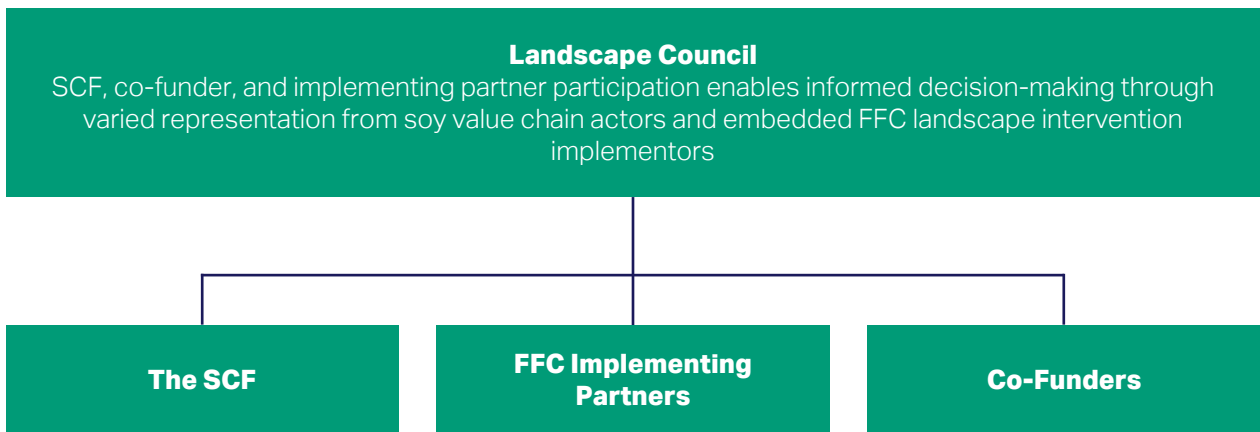 Landscape Council
SCF, co-funder, and implementing partner participation enables informed decision-making through
varied representation from soy value chain actors and embedded FFC landscape intervention
implementors
The SCF
FFC Implementing
Partners
Co-Funders